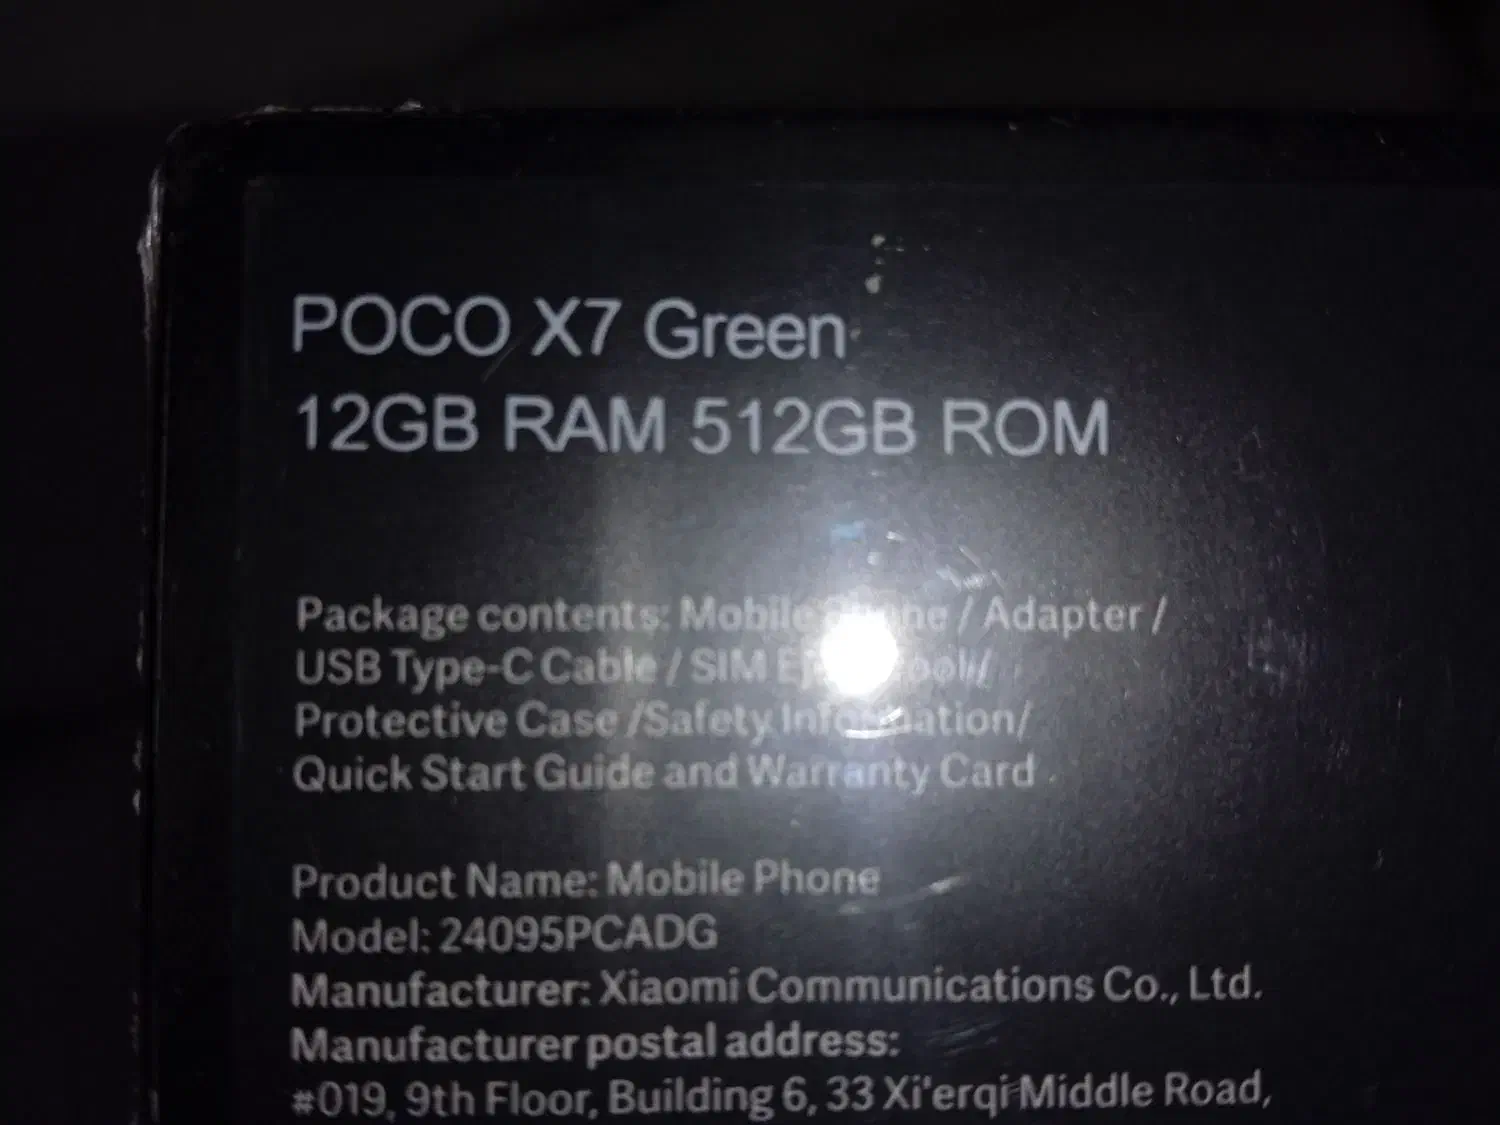 POCO X7 Green
12GB RAM 512GB ROM
Package contents: Mobile / Adapter /
USB Type-C Cable / SIM /
Protective Case /Safety Information/
Quick Start Guide and Warranty Card
Product Name: Mobile Phone
Model: 24095PCADG
Manufacturer: Xiaomi Communications Co., Ltd.
Manufacturer postal address:
#019, 9th Floor, Building 6, 33 Xi'erqi Middle Road,